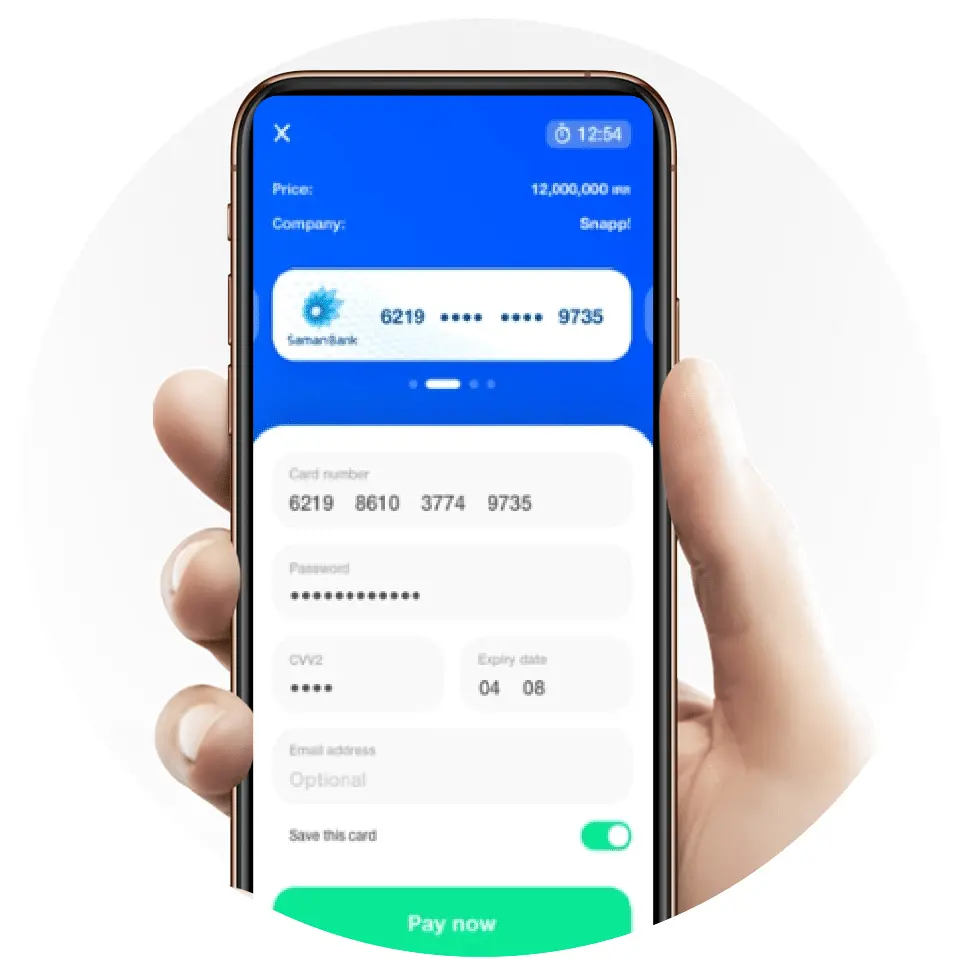 X
12:54
Price:
12,000,000 IRR
Company:
Snapp!
SamanBank
6219 •••• •••• 9735
Card number
6219 8610 3774 9735
Password
••••••••••••
CVV2
••••
Expiry date
04 08
Email address
Optional
Save this card
Pay now